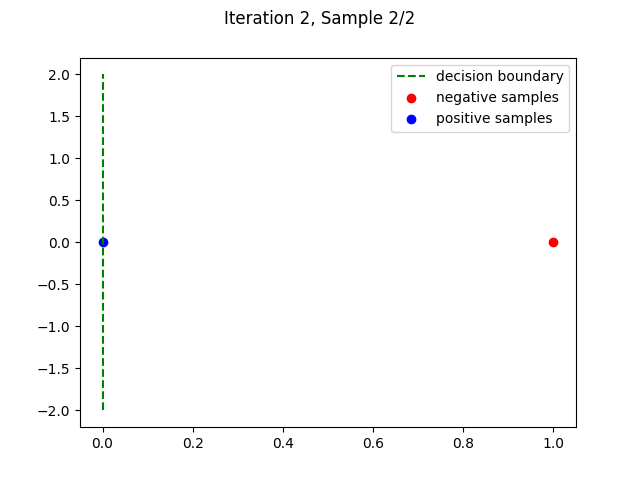 Iteration 2, Sample 2/2
decision boundary
negative samples
positive samples
2.0
1.5
1.0
0.5
0.0
−0.5
−1.0
−1.5
−2.0
0.0 0.2 0.4 0.6 0.8 1.0